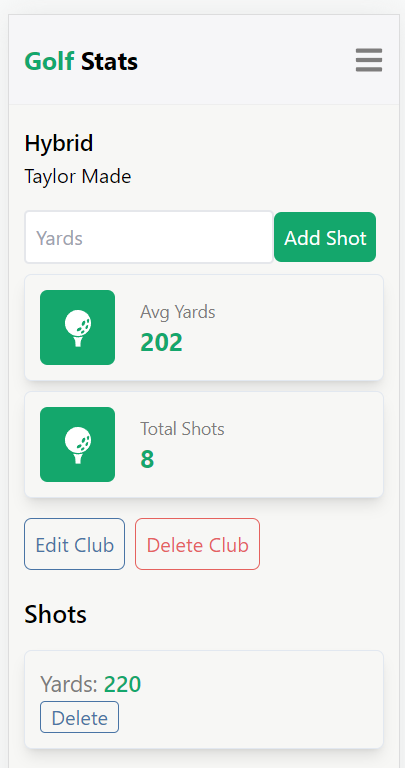 Golf Stats
Hybrid
Taylor Made
Yards
Add Shot
Avg Yards
202
Total Shots
8
Edit Club
Delete Club
Shots
Yards: 220
Delete